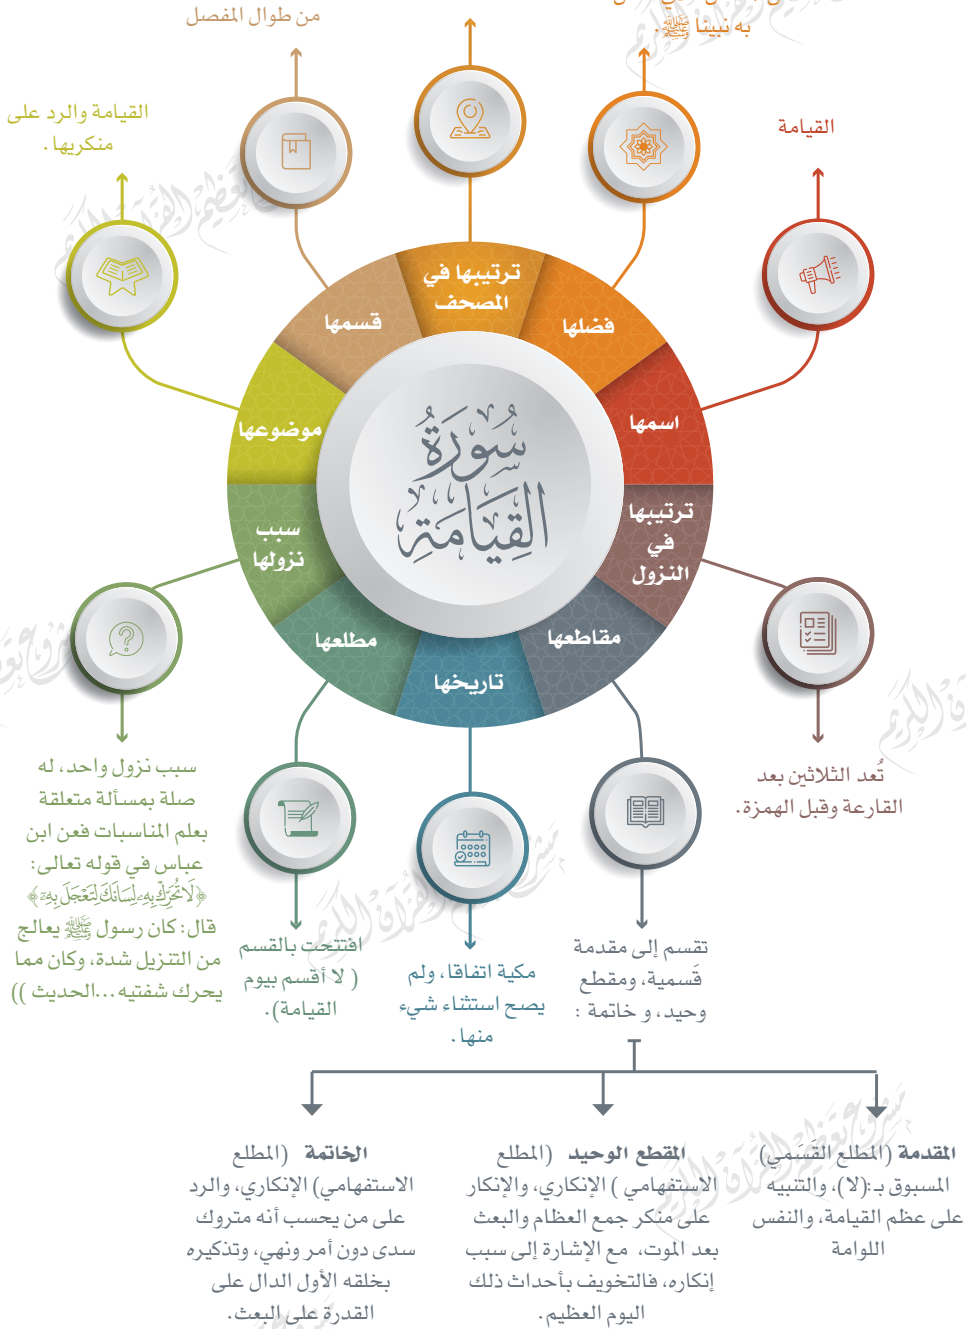 من طوال المفصل
به نبينا ﷺ.
القيامة والرد على
منكريها.
القيامة
ترتيبها في
المصحف
فضلها
قسمها
اسمها
موضوعها
سُورَةُ
القِيَامَةِ
ترتيبها
في
النزول
سبب
نزولها
مقاطعها
مطلعها
تاريخها
تُعد الثلاثين بعد
القارعة وقبل الهمزة.
سبب نزول واحد، له
صلة بمسألة متعلقة
بعلم المناسبات فعن ابن
عباس في قوله تعالى:
﴿لَا تُحَرِّكْ بِهِ لِسَانَكَ لِتَعْجَلَ بِهِ﴾
قال: كان رسول ﷺ يعالج
من التنزيل شدة، وكان مما
يحرك شفتيه...الحديث ))
افتتحت بالقسم
( لا أقسم بيوم
القيامة).
مكية اتفاقا، ولم
يصح استثناء شيء
منها.
تقسم إلى مقدمة
قَسمية، ومقطع
وحيد، و خاتمة :
المقدمة (المطلع القَسَمي)
المسبوق بـ:(لا)، والتنبيه
على عظم القيامة، والنفس
اللوامة
المقطع الوحيد (المطلع
الاستفهامي ) الإنكاري، والإنكار
على منكر جمع العظام والبعث
بعد الموت، مع الإشارة إلى سبب
إنكاره، فالتخويف بأحداث ذلك
اليوم العظيم.
الخاتمة (المطلع
الاستفهامي) الإنكاري، والرد
على من يحسب أنه متروك
سدى دون أمر ونهي، وتذكيره
بخلقه الأول الدال على
القدرة على البعث.